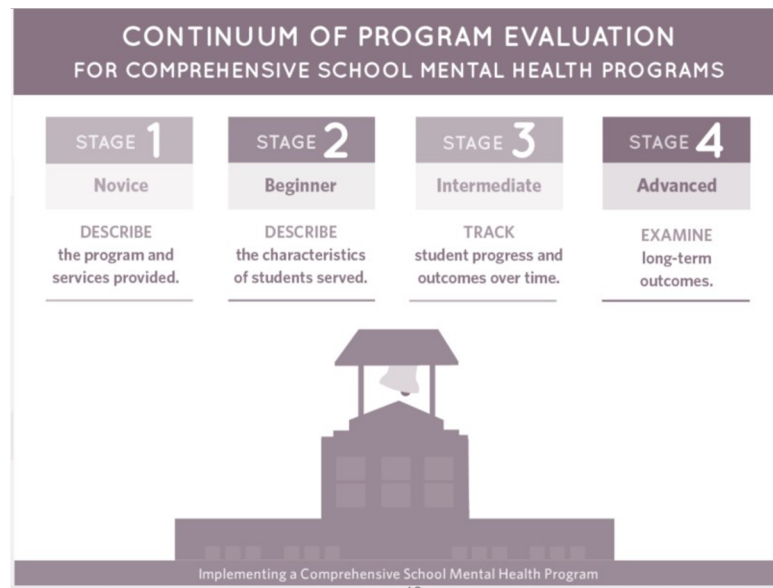 CONTINUUM OF PROGRAM EVALUATION
FOR COMPREHENSIVE SCHOOL MENTAL HEALTH PROGRAMS
STAGE 1
Novice
DESCRIBE
the program and
services provided.
STAGE 2
Beginner
DESCRIBE
the characteristics
of students served.
STAGE 3
Intermediate
TRACK
student progress and
outcomes over time.
STAGE 4
Advanced
EXAMINE
long-term
outcomes.
Implementing a Comprehensive School Mental Health Program